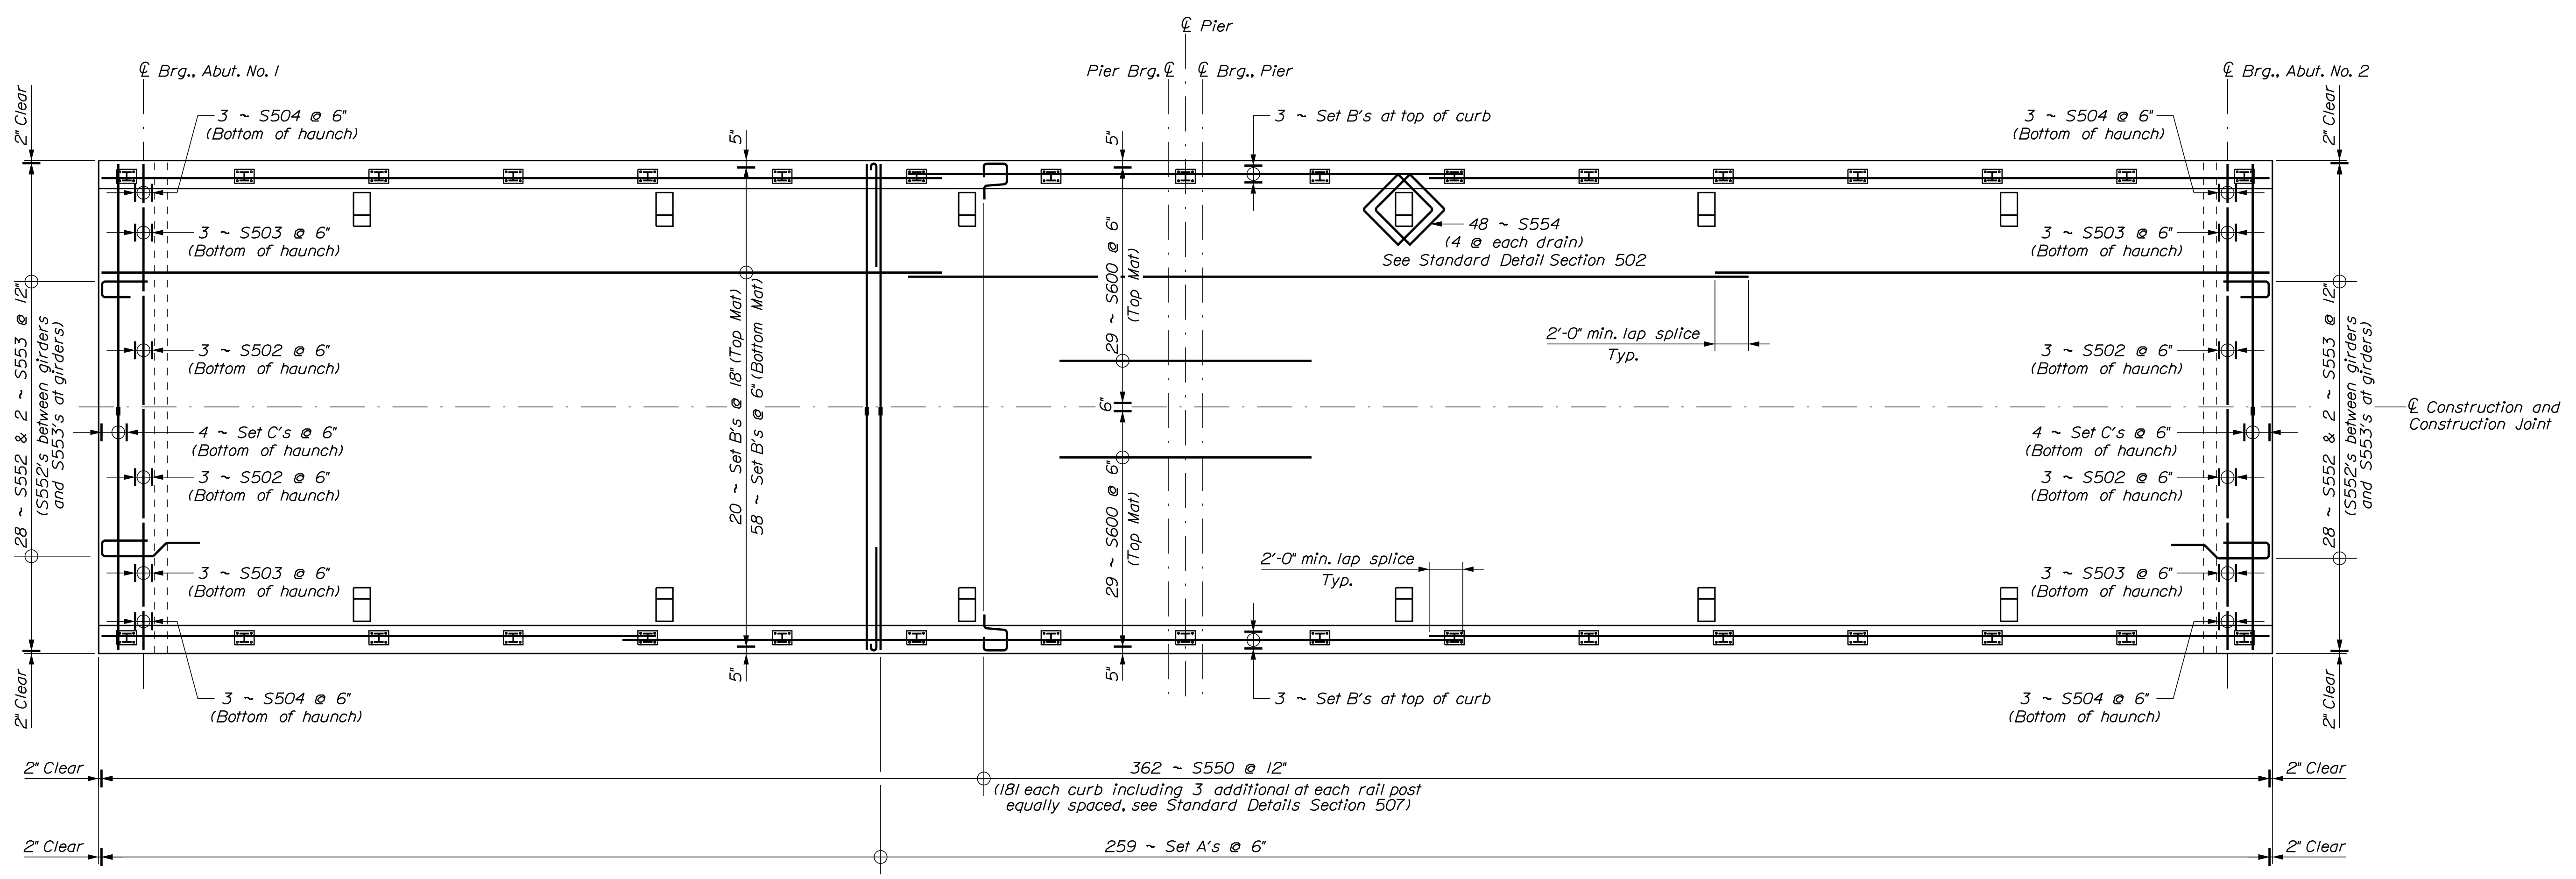 ℄ Pier
℄ Brg., Abut. No. 1
Pier Brg. ℄
℄ Brg., Pier
℄ Brg., Abut. No. 2
2" Clear
3 ~ S504 @ 6"
(Bottom of haunch)
5"
5"
3 ~ Set B's at top of curb
3 ~ S504 @ 6"
(Bottom of haunch)
2" Clear
3 ~ S503 @ 6"
(Bottom of haunch)
48 ~ S554
(4 @ each drain)
See Standard Detail Section 502
3 ~ S503 @ 6"
(Bottom of haunch)
28 ~ S552 & 2 ~ S553 @ 12"
(S552's between girders
and S553's at girders)
20 ~ Set B's @ 18" (Top Mat)
58 ~ Set B's @ 6" (Bottom Mat)
29 ~ S600 @ 6"
(Top Mat)
2'-0" min. lap splice
Typ.
28 ~ S552 & 2 ~ S553 @ 12"
(S552's between girders
and S553's at girders)
3 ~ S502 @ 6"
(Bottom of haunch)
3 ~ S502 @ 6"
(Bottom of haunch)
6"
℄ Construction and
Construction Joint
4 ~ Set C's @ 6"
(Bottom of haunch)
4 ~ Set C's @ 6"
(Bottom of haunch)
3 ~ S502 @ 6"
(Bottom of haunch)
29 ~ S600 @ 6"
(Top Mat)
3 ~ S502 @ 6"
(Bottom of haunch)
2'-0" min. lap splice
Typ.
3 ~ S503 @ 6"
(Bottom of haunch)
3 ~ S503 @ 6"
(Bottom of haunch)
2" Clear
3 ~ S504 @ 6"
(Bottom of haunch)
5"
5"
3 ~ Set B's at top of curb
3 ~ S504 @ 6"
(Bottom of haunch)
2" Clear
2" Clear
362 ~ S550 @ 12"
2" Clear
(181 each curb including 3 additional at each rail post
equally spaced, see Standard Details Section 507)
2" Clear
259 ~ Set A's @ 6"
2" Clear